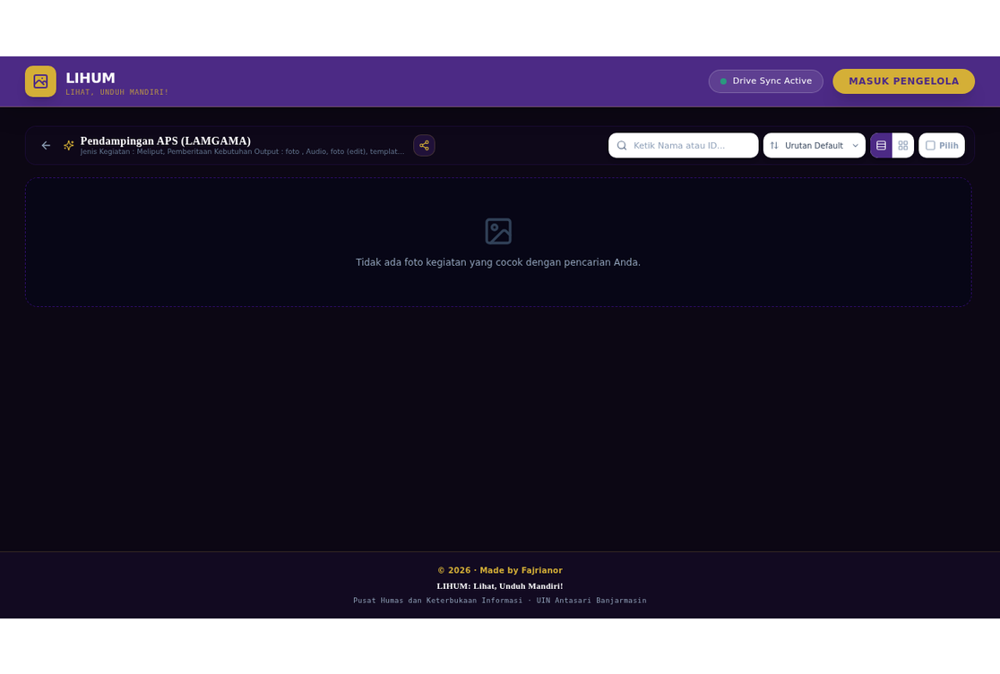 LIHUM
LIHAT, UNDUH MANDIRI!
Drive Sync Active
MASUK PENGELOLA
Pendampingan APS (LAMGAMA)
Jenis Kegiatan : Meliput, Pemberitaan Kebutuhan Output : foto , Audio, foto (edit), templat...
Ketik Nama atau ID...
Urutan Default
Pilih
Tidak ada foto kegiatan yang cocok dengan pencarian Anda.
© 2026 · Made by Fajrianor
LIHUM: Lihat, Unduh Mandiri!
Pusat Humas dan Keterbukaan Informasi · UIN Antasari Banjarmasin